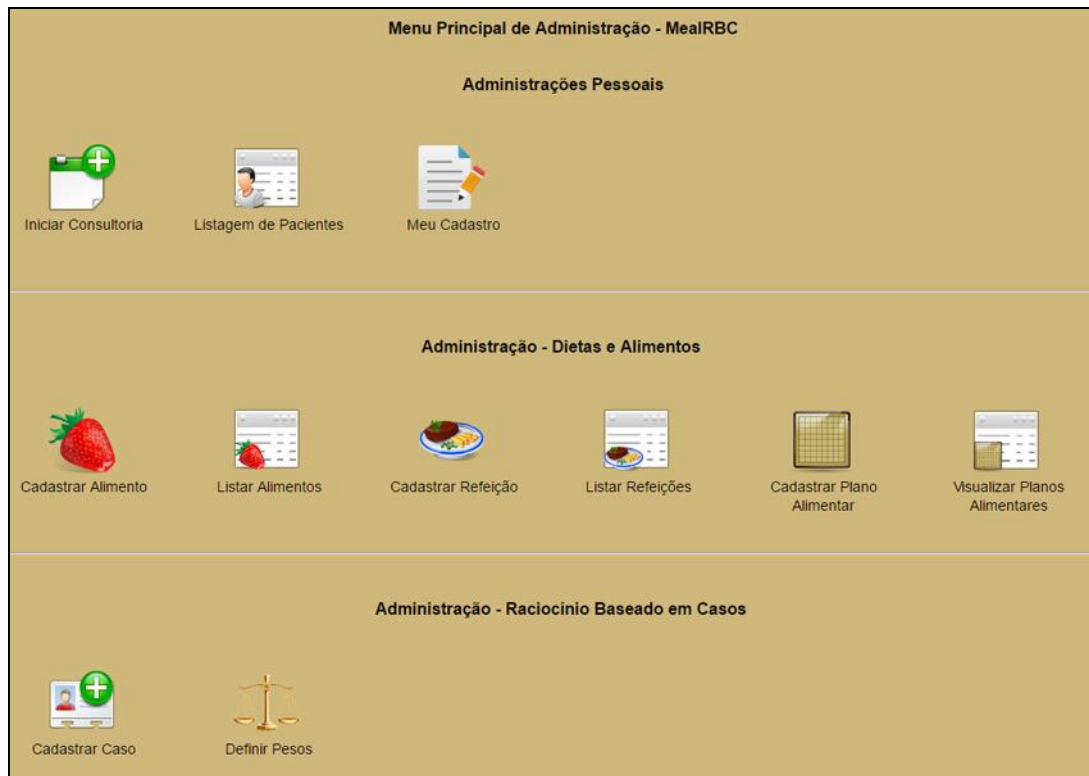 Menu Principal de Administração - MealRBC
Administrações Pessoais
Iniciar Consultoria
Listagem de Pacientes
Meu Cadastro
Administração - Dietas e Alimentos
Cadastrar Alimento
Listar Alimentos
Cadastrar Refeição
Listar Refeições
Cadastrar Plano
Alimentar
Visualizar Planos
Alimentares
Administração - Raciocinio Baseado em Casos
Cadastrar Caso
Definir Pesos